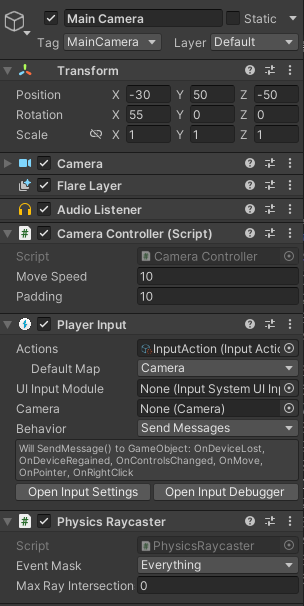 Main Camera Static
Tag MainCamera Layer Default
Transform
Position X -30 Y 50 Z -50
Rotation X 55 Y 0 Z 0
Scale X 1 Y 1 Z 1
Camera
Flare Layer
Audio Listener
# Camera Controller (Script)
Script # Camera Controller
Move Speed 10
Padding 10
Player Input
Actions InputAction (Input Actio
Default Map Camera
UI Input Module None (Input System UI Inp
Camera None (Camera)
Behavior Send Messages
Will SendMessage() to GameObject: OnDeviceLost,
OnDeviceRegained, OnControlsChanged, OnMove,
OnPointer, OnRightClick
Open Input Settings Open Input Debugger
# Physics Raycaster
Script # PhysicsRaycaster
Event Mask Everything
Max Ray Intersection 0